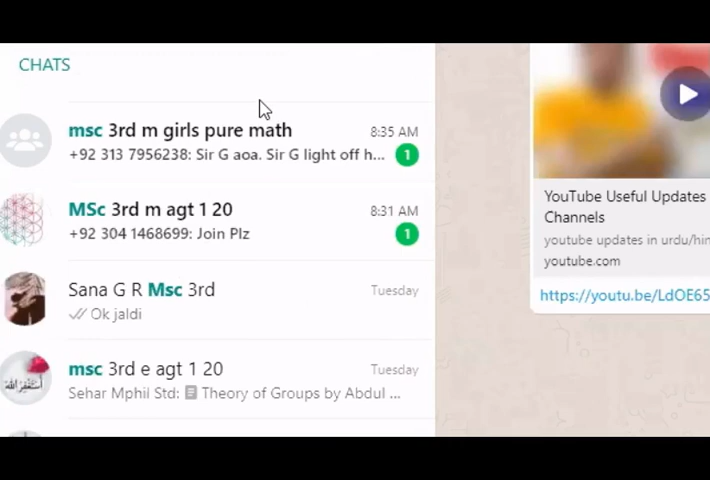 CHATS
msc 3rd m girls pure math
8:35 AM
+92 313 7956238: Sir G aoa. Sir G light off h...
1
MSc 3rd m agt 1 20
8:31 AM
+92 304 1468699: Join Plz
1
Sana G R Msc 3rd
Tuesday
Ok jaldi
msc 3rd e agt 1 20
Tuesday
Sehar Mphil Std: Theory of Groups by Abdul ...
YouTube Useful Updates
Channels
youtube updates in urdu/hin
youtube.com
https://youtu.be/LdOE65